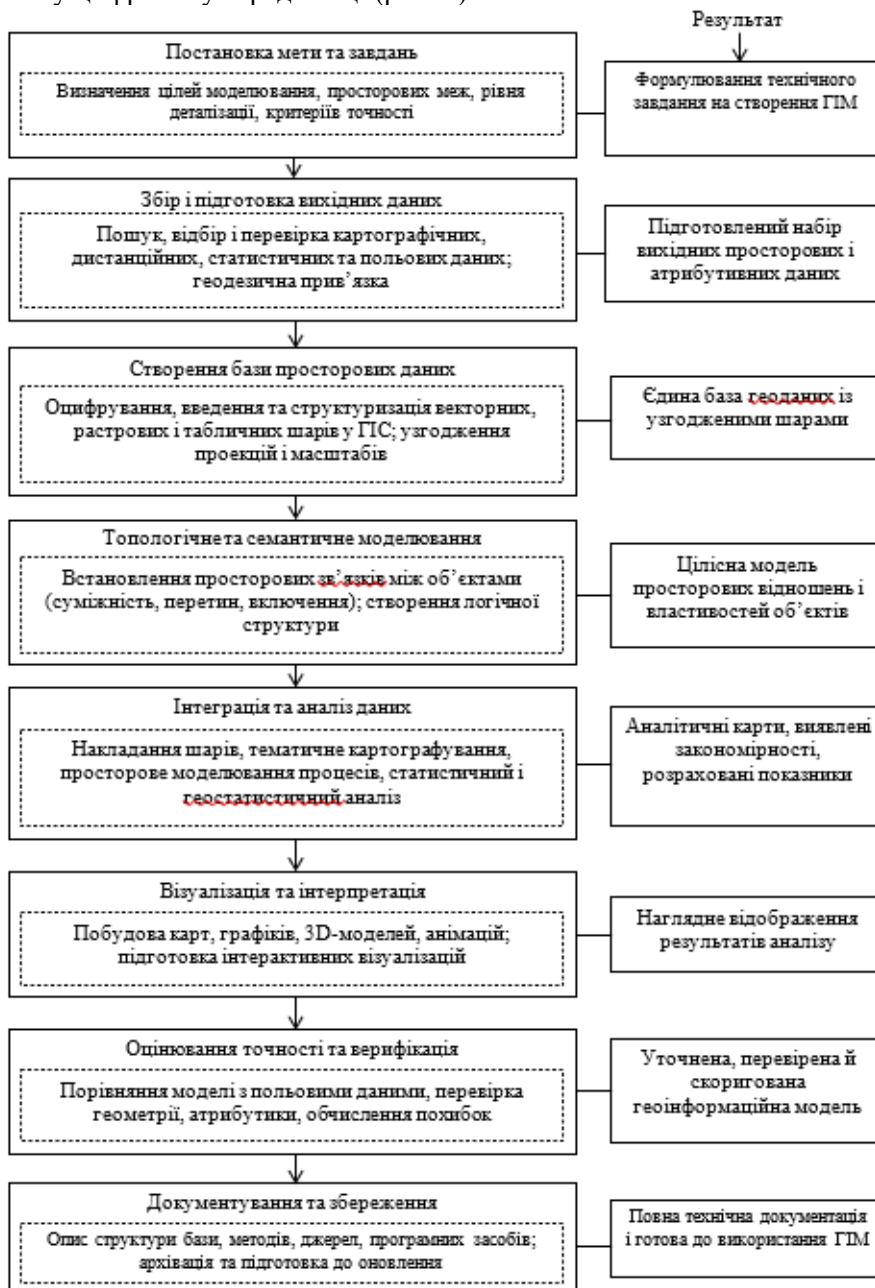 Результат
Постановка мети та завдань
Визначення цілей моделювання, просторових меж, рівня
деталізації, критеріїв точності
Формулювання технічного
завдання на створення ГІМ
Збір і підготовка вихідних даних
Пошук, відбір і перевірка картографічних,
дистанційних, статистичних та польових даних;
геодезична прив’язка
Підготовлений набір
вихідних просторових і
атрибутивних даних
Створення бази просторових даних
Оцифрування, введення та структуризація векторних,
растрових і табличних шарів у ГІС; узгодження
проекцій і масштабів
Єдина база геоданих із
узгодженими шарами
Топологічне та семантичне моделювання
Встановлення просторових зв’язків між об’єктами
(суміжність, перетин, включення); створення логічної
структури
Цілісна модель
просторових відношень і
властивостей об’єктів
Інтеграція та аналіз даних
Накладання шарів, тематичне картографування,
просторове моделювання процесів, статистичний і
геостатистичний аналіз
Аналітичні карти, виявлені
закономірності,
розраховані показники
Візуалізація та інтерпретація
Побудова карт, графіків, 3D-моделей, анімацій;
підготовка інтерактивних візуалізацій
Наглядне відображення
результатів аналізу
Оцінювання точності та верифікація
Порівняння моделі з польовими даними, перевірка
геометрії, атрибутики, обчислення похибок
Уточнена, перевірена й
скоригована
геоінформаційна модель
Документування та збереження
Опис структури бази, методів, джерел, програмних засобів;
архівація та підготовка до оновлення
Повна технічна документація
і готова до використання ГІМ